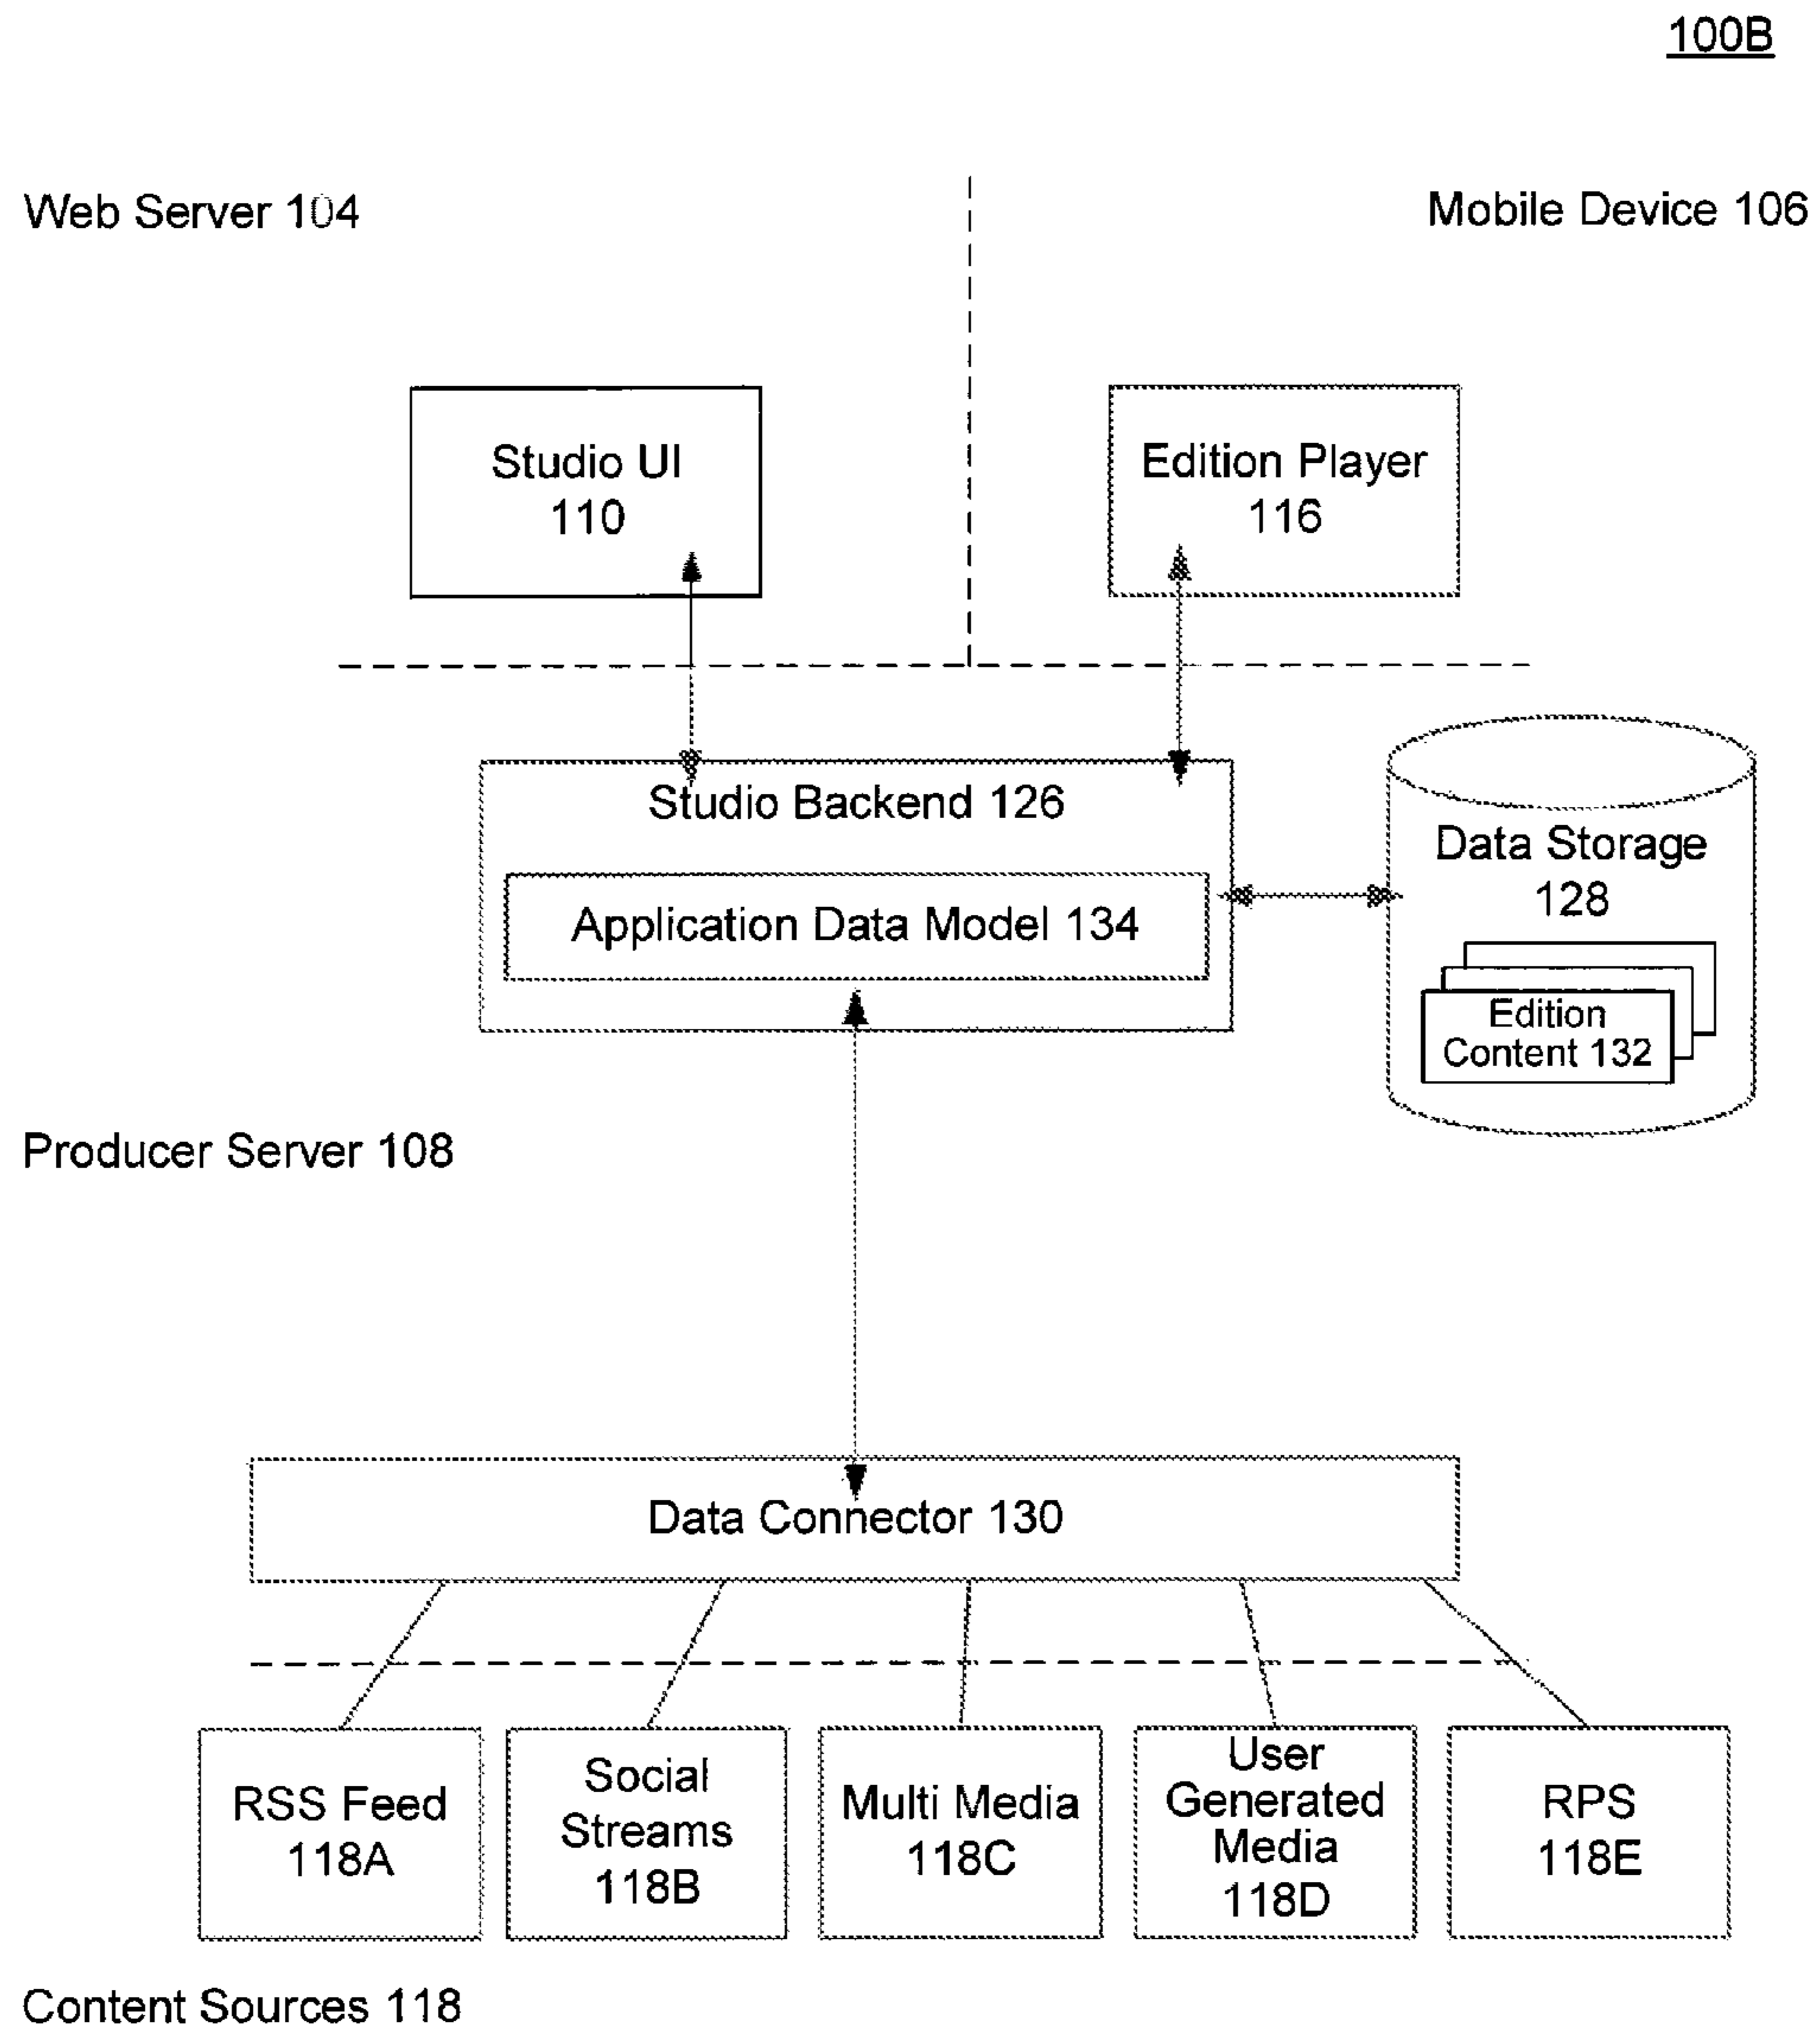 100B
Web Server 104
Mobile Device 106
Studio UI
110
Edition Player
116
Studio Backend 126
Application Data Model 134
Data Storage
128
Edition
Content 132
Producer Server 108
Data Connector 130
RSS Feed
118A
Social
Streams
118B
Multi Media
118C
User
Generated
Media
118D
RPS
118E
Content Sources 118